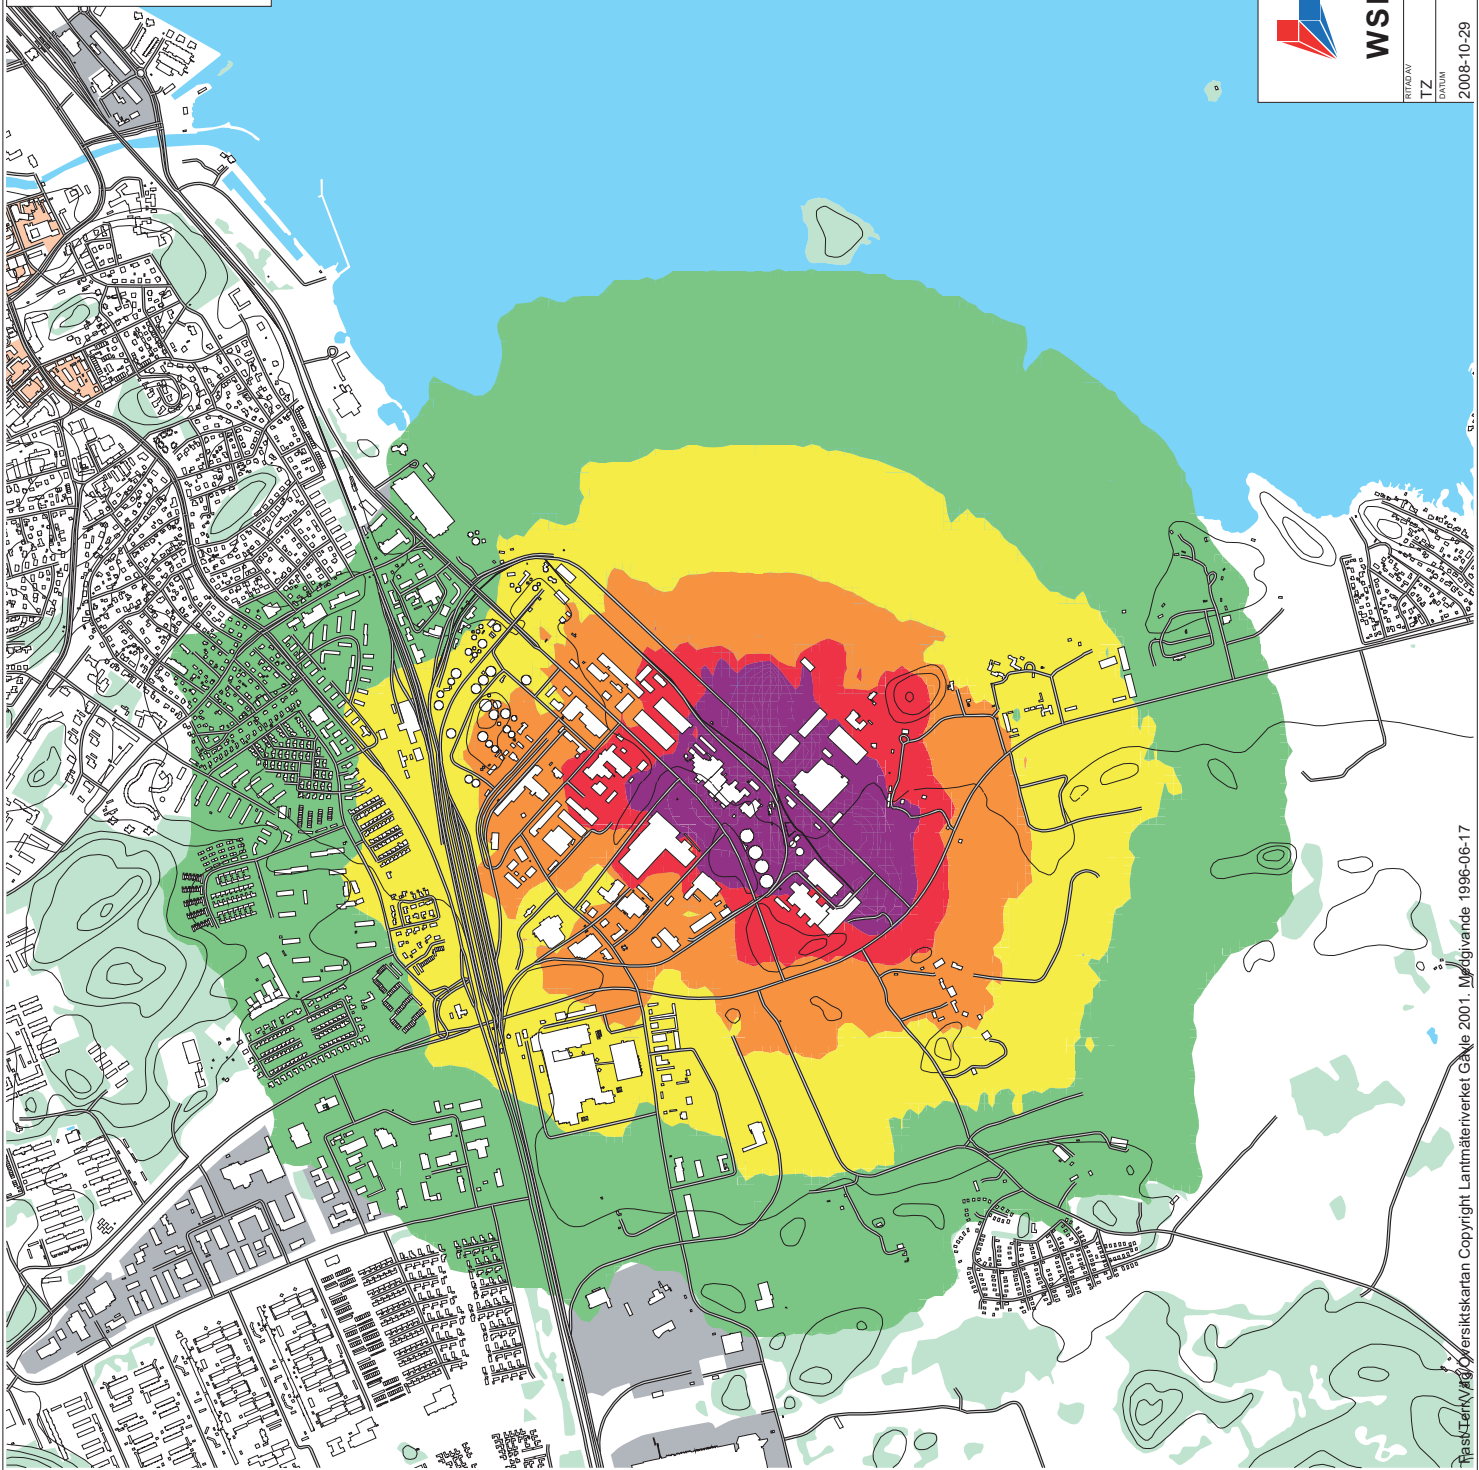 WSP
RITAD AV
TZ
DATUM
2008-10-29
Fast/Terr/Väg/Översiktskartan Copyright Lantmäteriverket Gävle 2001. Medgivande 1996-06-17